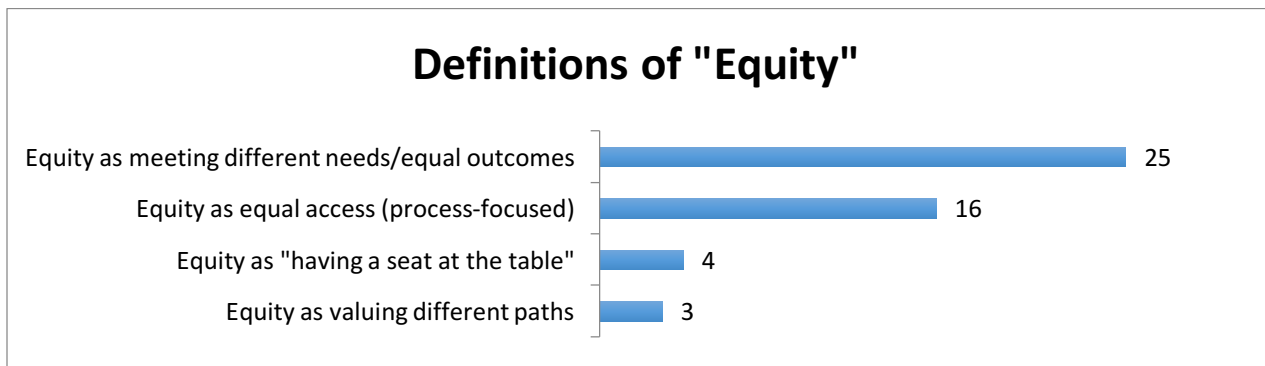 Definitions of "Equity"
Equity as meeting different needs/equal outcomes 25
Equity as equal access (process-focused) 16
Equity as "having a seat at the table" 4
Equity as valuing different paths 3